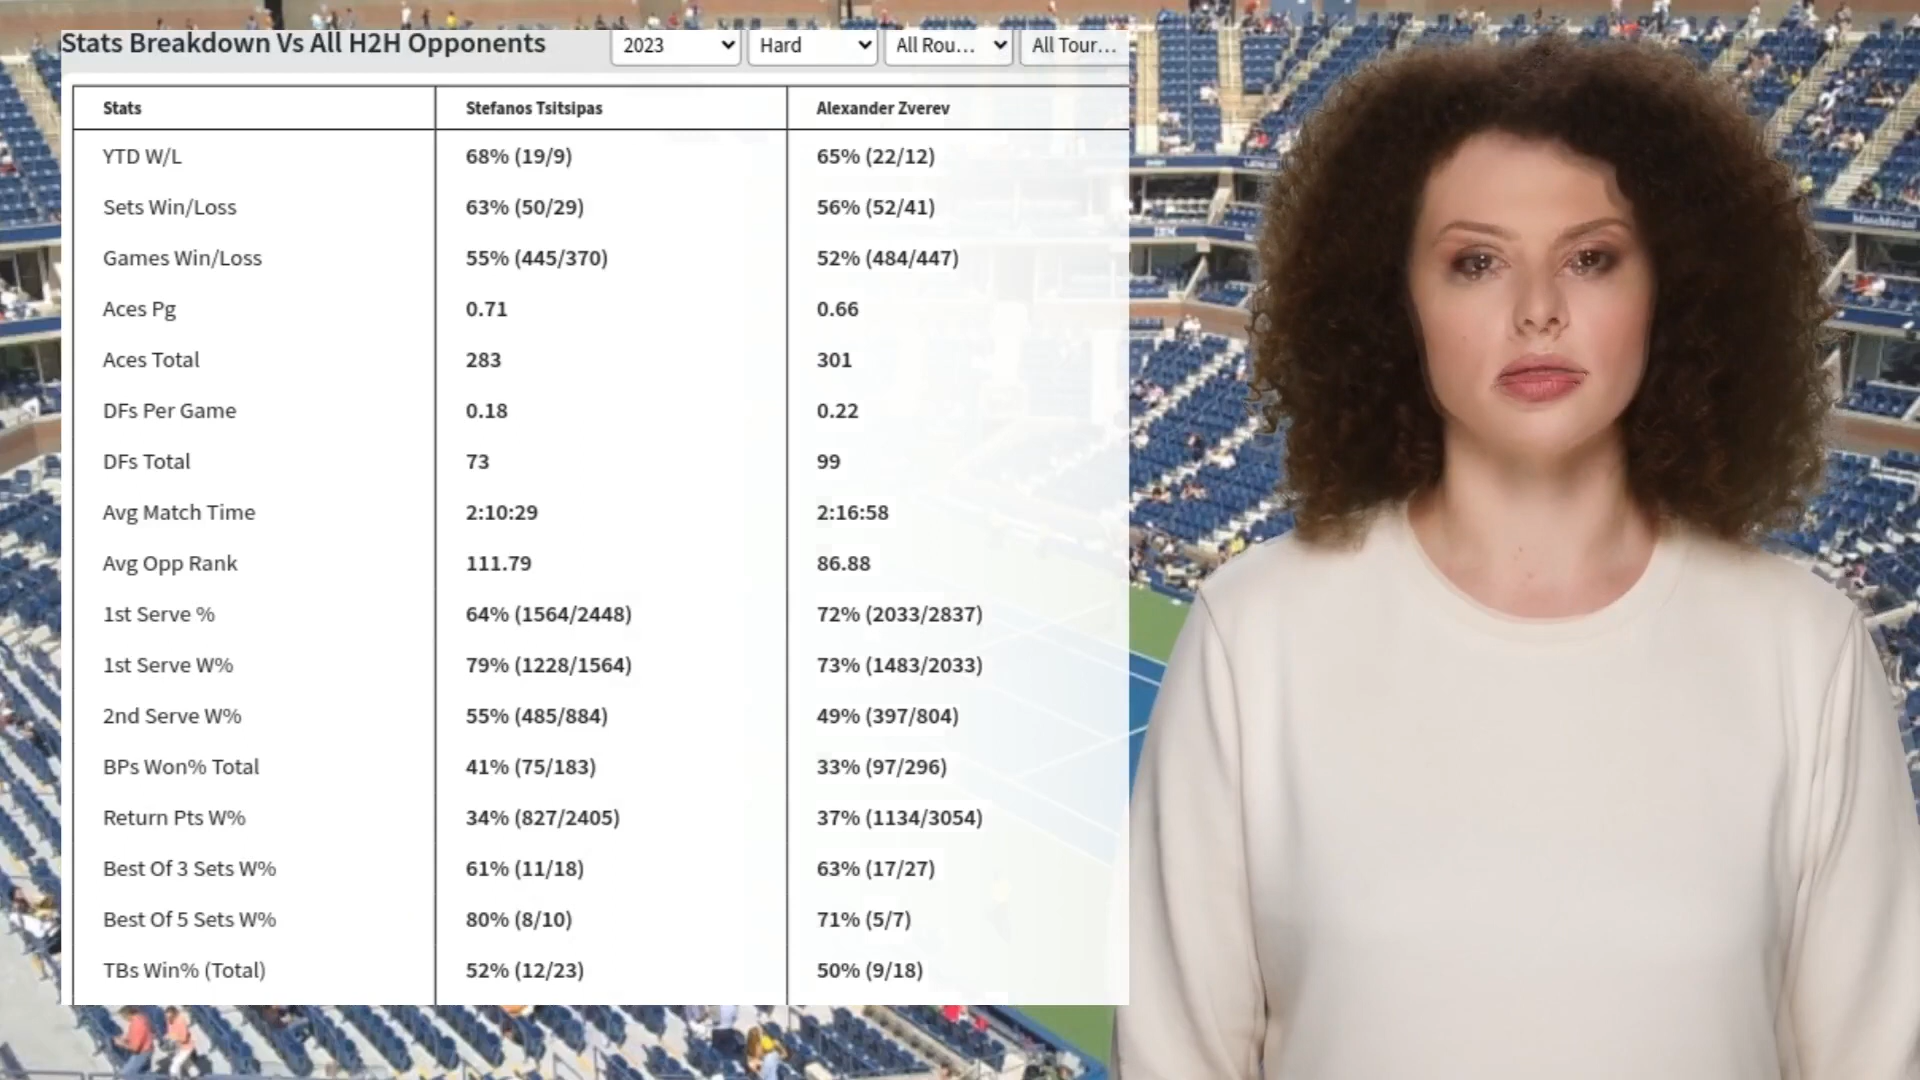 Stats Breakdown Vs All H2H Opponents 2023 Hard All Rou... All Tour...
Stats Stefanos Tsitsipas Alexander Zverev
YTD W/L 68% (19/9) 65% (22/12)
Sets Win/Loss 63% (50/29) 56% (52/41)
Games Win/Loss 55% (445/370) 52% (484/447)
Aces Pg 0.71 0.66
Aces Total 283 301
DFs Per Game 0.18 0.22
DFs Total 73 99
Avg Match Time 2:10:29 2:16:58
Avg Opp Rank 111.79 86.88
1st Serve % 64% (1564/2448) 72% (2033/2837)
1st Serve W% 79% (1228/1564) 73% (1483/2033)
2nd Serve W% 55% (485/884) 49% (397/804)
BPs Won% Total 41% (75/183) 33% (97/296)
Return Pts W% 34% (827/2405) 37% (1134/3054)
Best Of 3 Sets W% 61% (11/18) 63% (17/27)
Best Of 5 Sets W% 80% (8/10) 71% (5/7)
TBs Win% (Total) 52% (12/23) 50% (9/18)
IBM